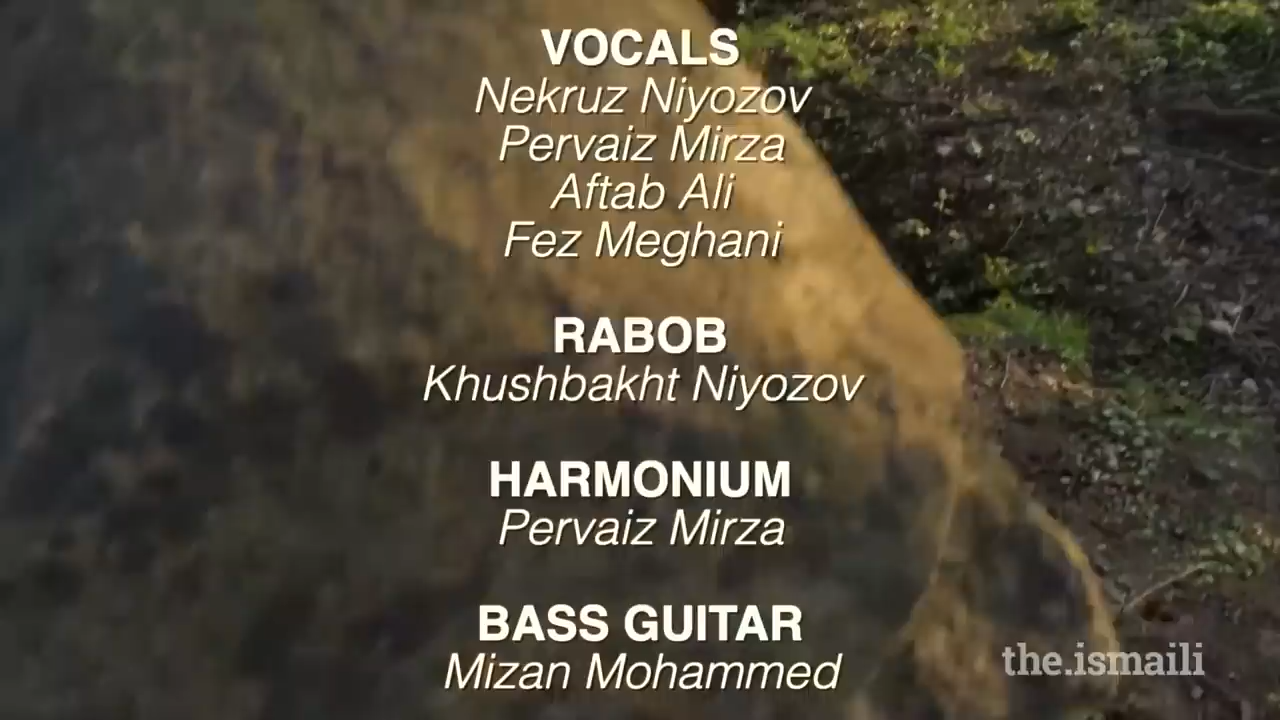 VOCALS
Nekruz Niyozov
Pervaiz Mirza
Aftab Ali
Fez Meghani
RABOB
Khushbakht Niyozov
HARMONIUM
Pervaiz Mirza
BASS GUITAR
Mizan Mohammed
the.ismaili